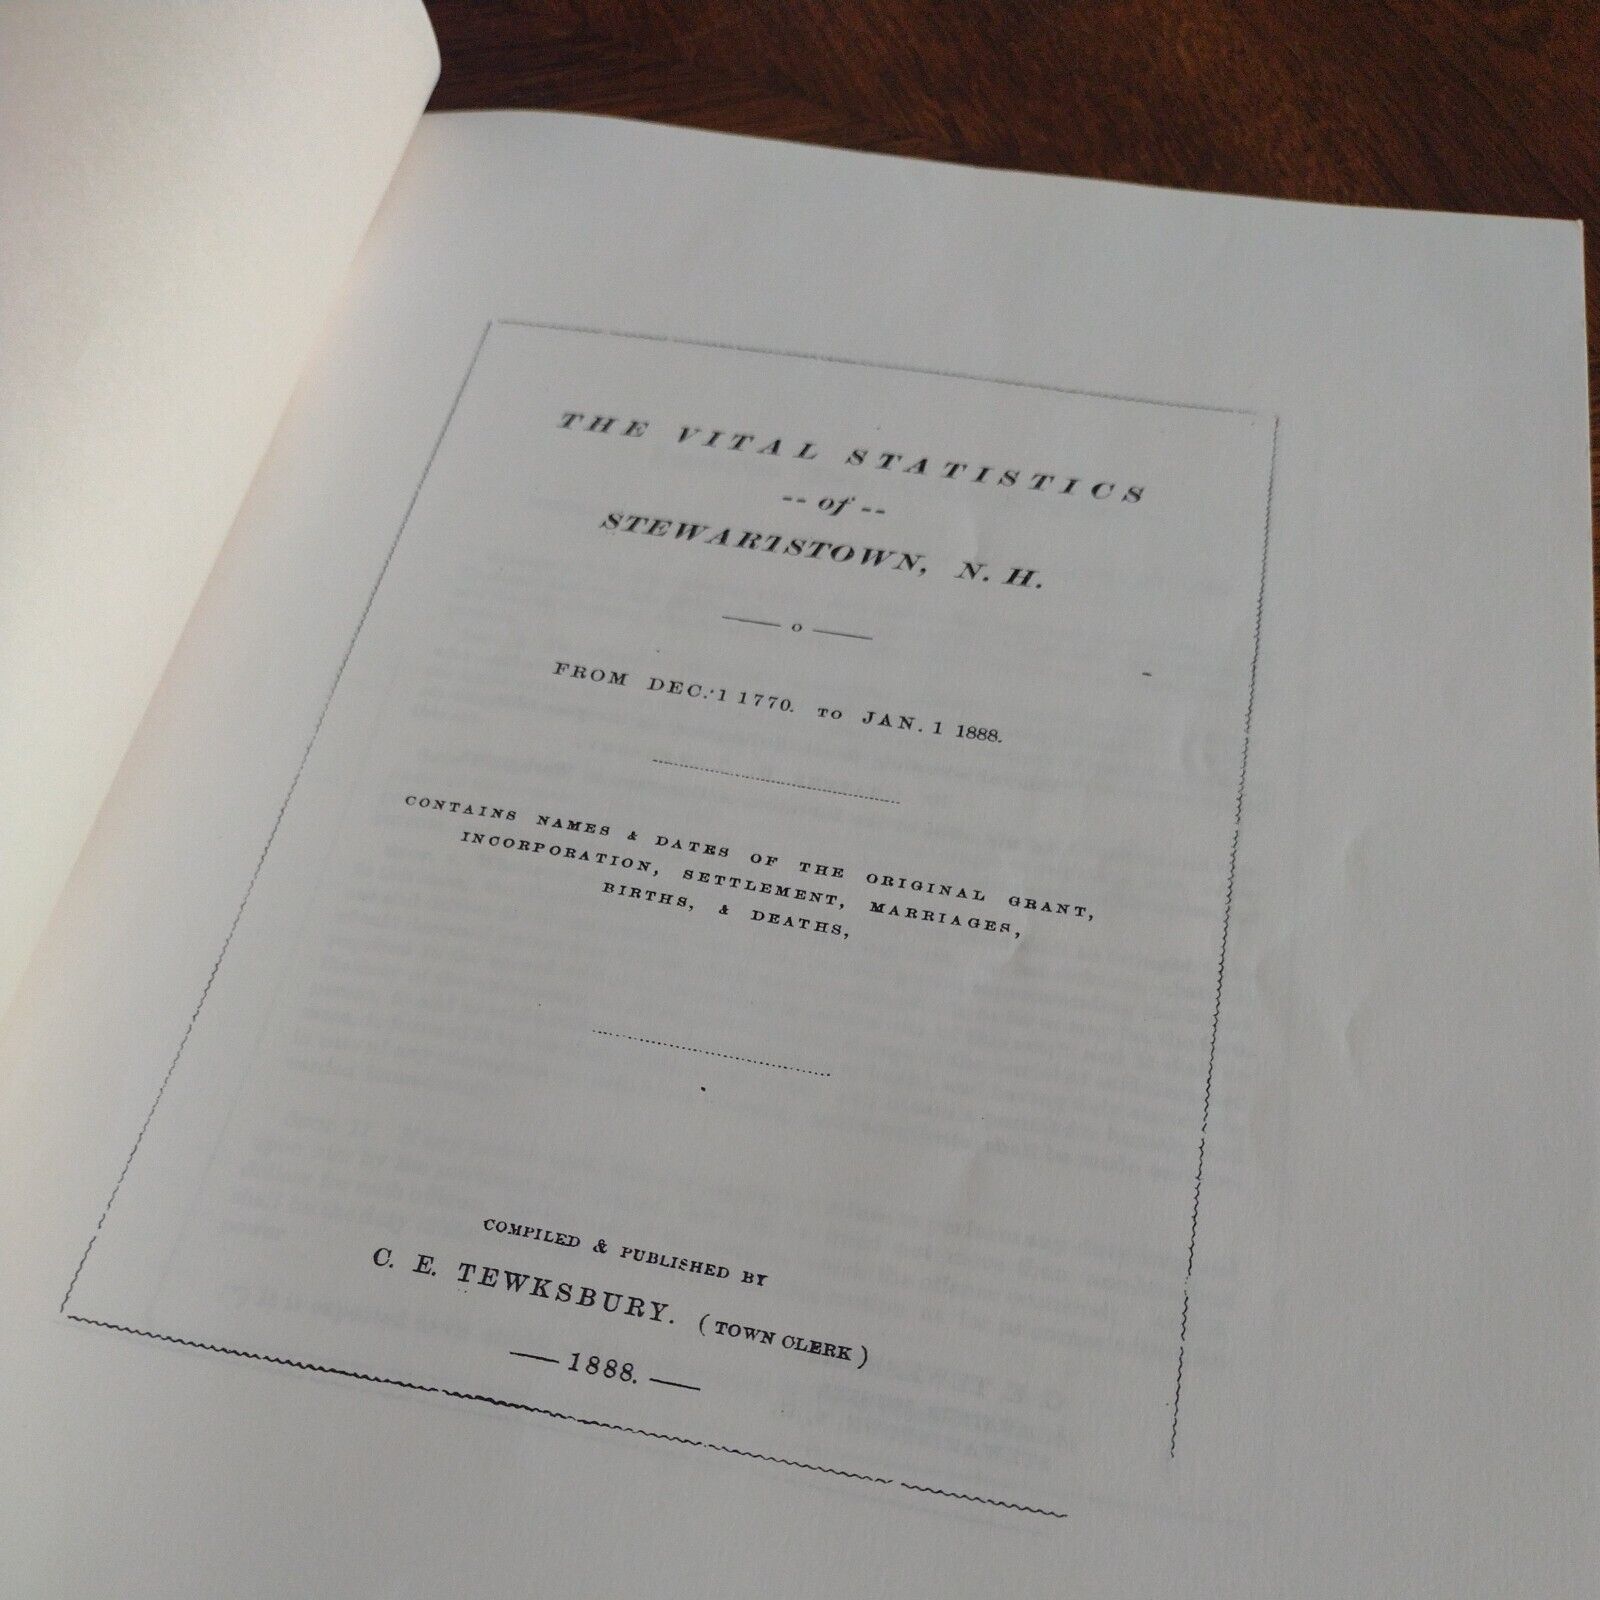 THE VITAL STATISTICS
-- of --
STEWARTSTOWN, N. H.
o
FROM DEC. 1 1770. TO JAN. 1 1888.
CONTAINS NAMES & DATES OF THE ORIGINAL GRANT,
INCORPORATION, SETTLEMENT, MARRIAGES,
BIRTHS, & DEATHS,
COMPILED & PUBLISHED BY
C. E. TEWKSBURY. (TOWN CLERK)
— 1888. —